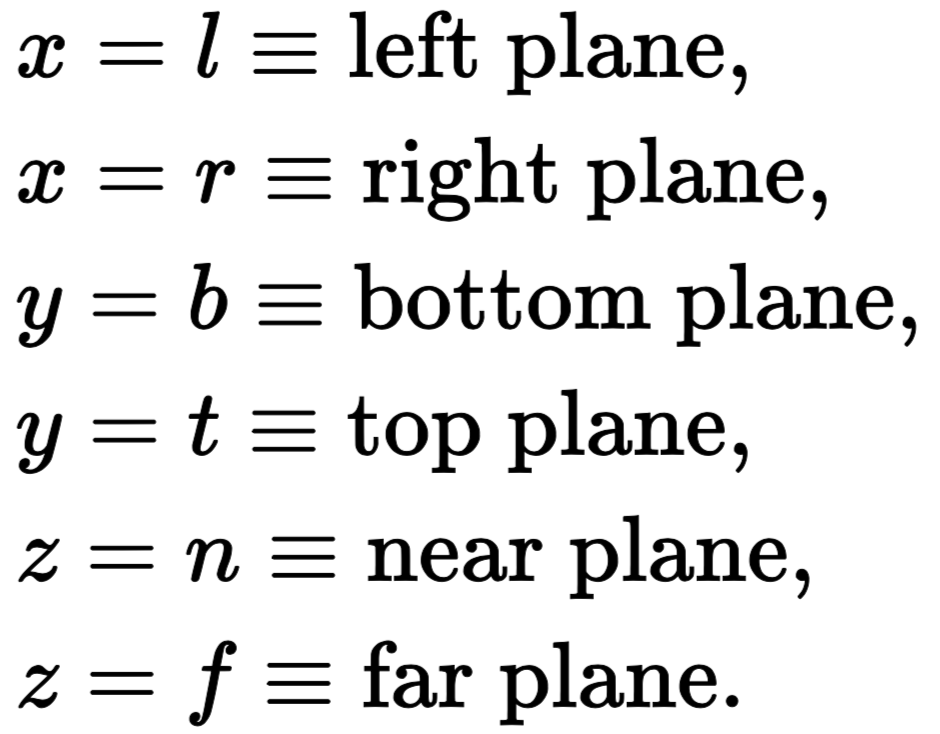 x = l ≡ left plane,
x = r ≡ right plane,
y = b ≡ bottom plane,
y = t ≡ top plane,
z = n ≡ near plane,
z = f ≡ far plane.